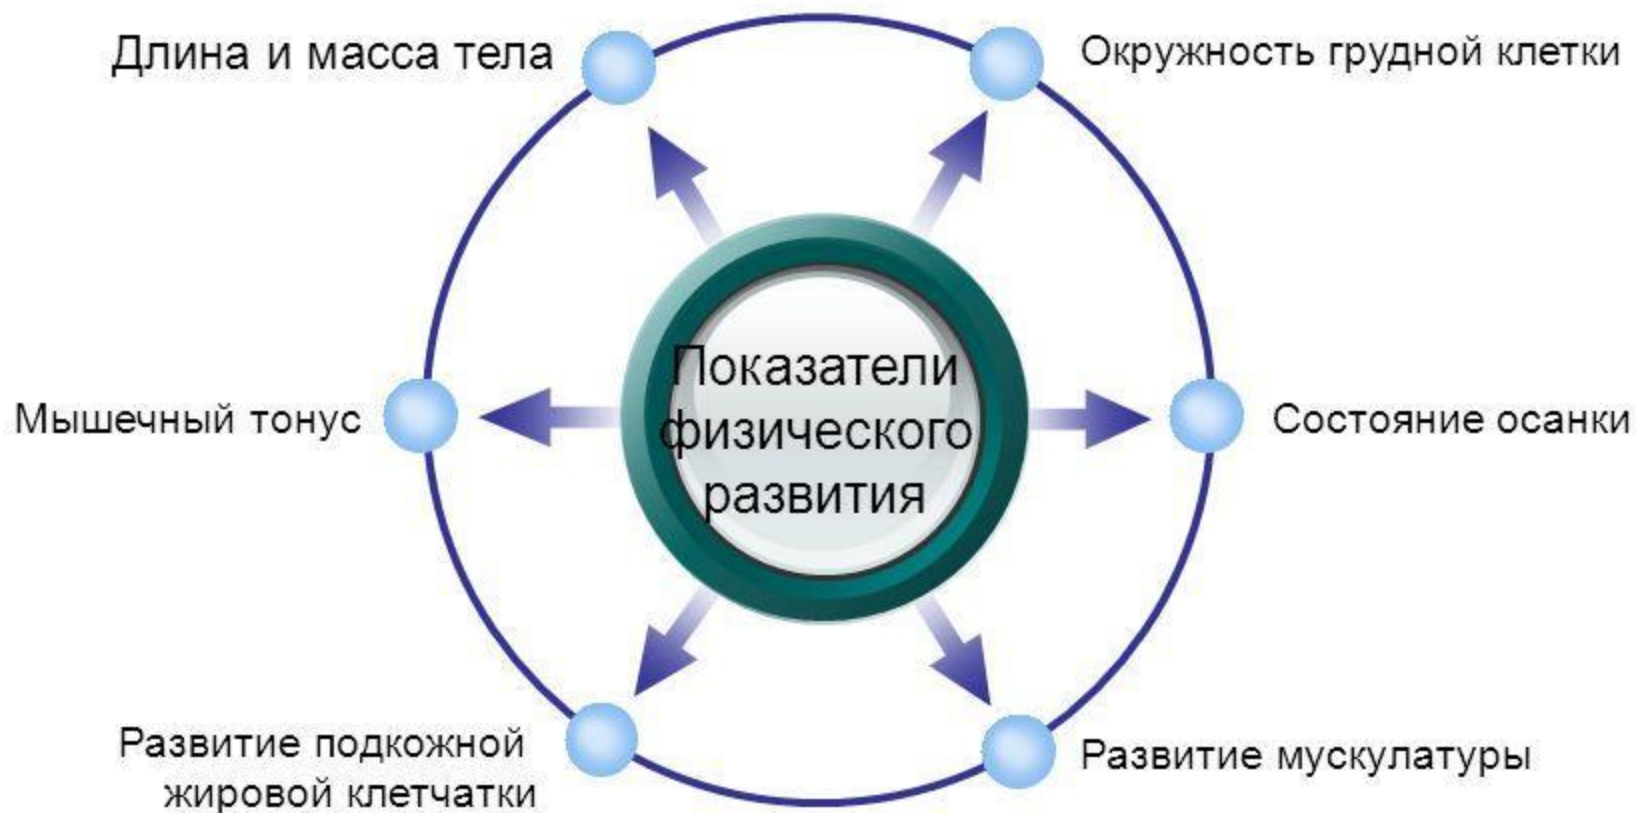 Длина и масса тела
Окружность грудной клетки
Показатели
физического
развития
Мышечный тонус
Состояние осанки
Развитие подкожной
жировой клетчатки
Развитие мускулатуры